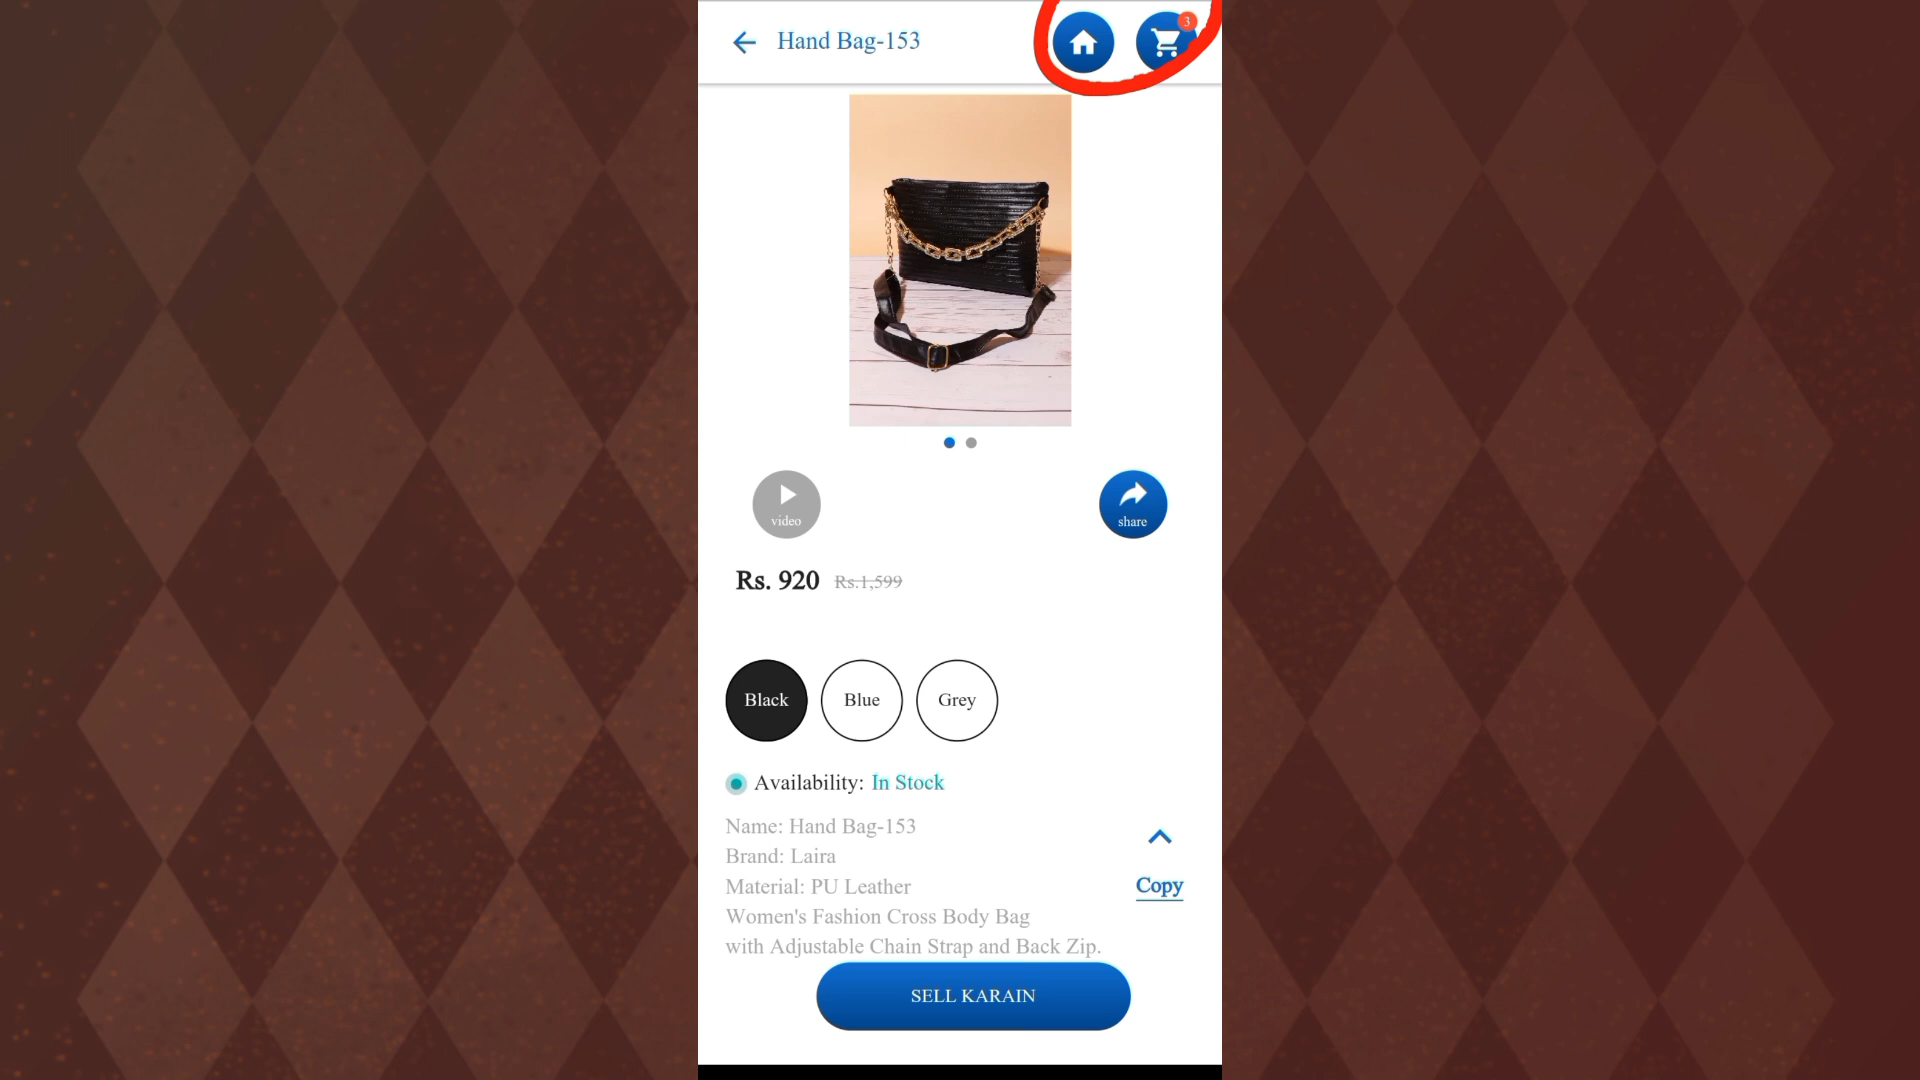 Hand Bag-153
3
video
share
Rs. 920 Rs.1,599
Black Blue Grey
Availability: In Stock
Name: Hand Bag-153
Brand: Laira
Material: PU Leather
Copy
Women's Fashion Cross Body Bag
with Adjustable Chain Strap and Back Zip.
SELL KARAIN